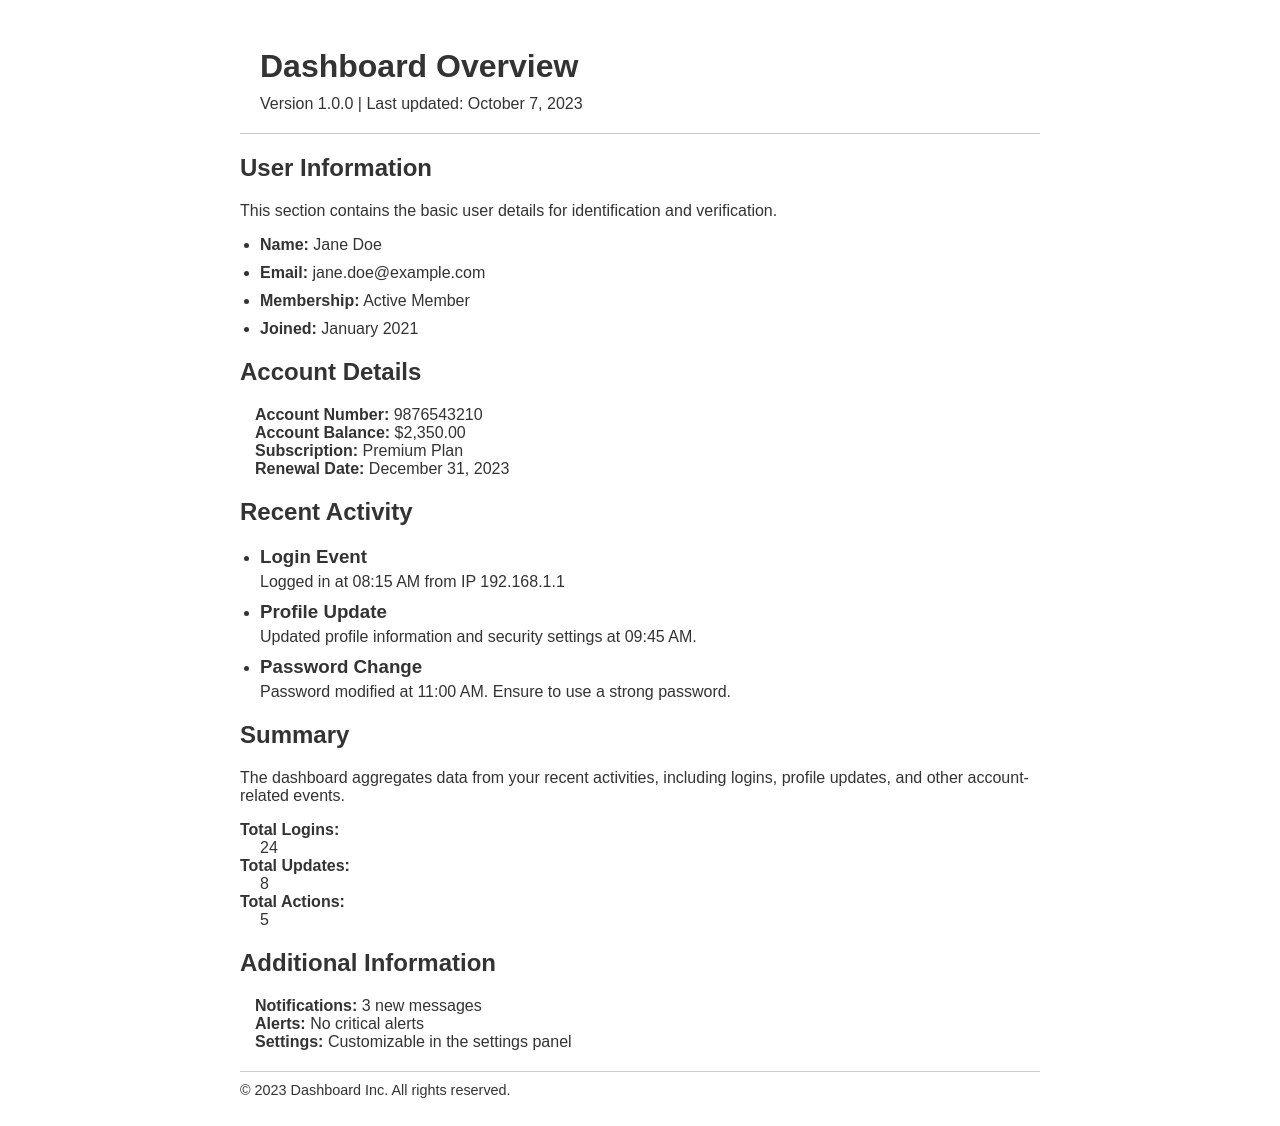 Dashboard Overview
Version 1.0.0 | Last updated: October 7, 2023
User Information
This section contains the basic user details for identification and verification.
Name: Jane Doe
Email: jane.doe@example.com
Membership: Active Member
Joined: January 2021
Account Details
Account Number: 9876543210
Account Balance: $2,350.00
Subscription: Premium Plan
Renewal Date: December 31, 2023
Recent Activity
Login Event
Logged in at 08:15 AM from IP 192.168.1.1
Profile Update
Updated profile information and security settings at 09:45 AM.
Password Change
Password modified at 11:00 AM. Ensure to use a strong password.
Summary
The dashboard aggregates data from your recent activities, including logins, profile updates, and other account-
related events.
Total Logins:
24
Total Updates:
8
Total Actions:
5
Additional Information
Notifications: 3 new messages
Alerts: No critical alerts
Settings: Customizable in the settings panel
© 2023 Dashboard Inc. All rights reserved.